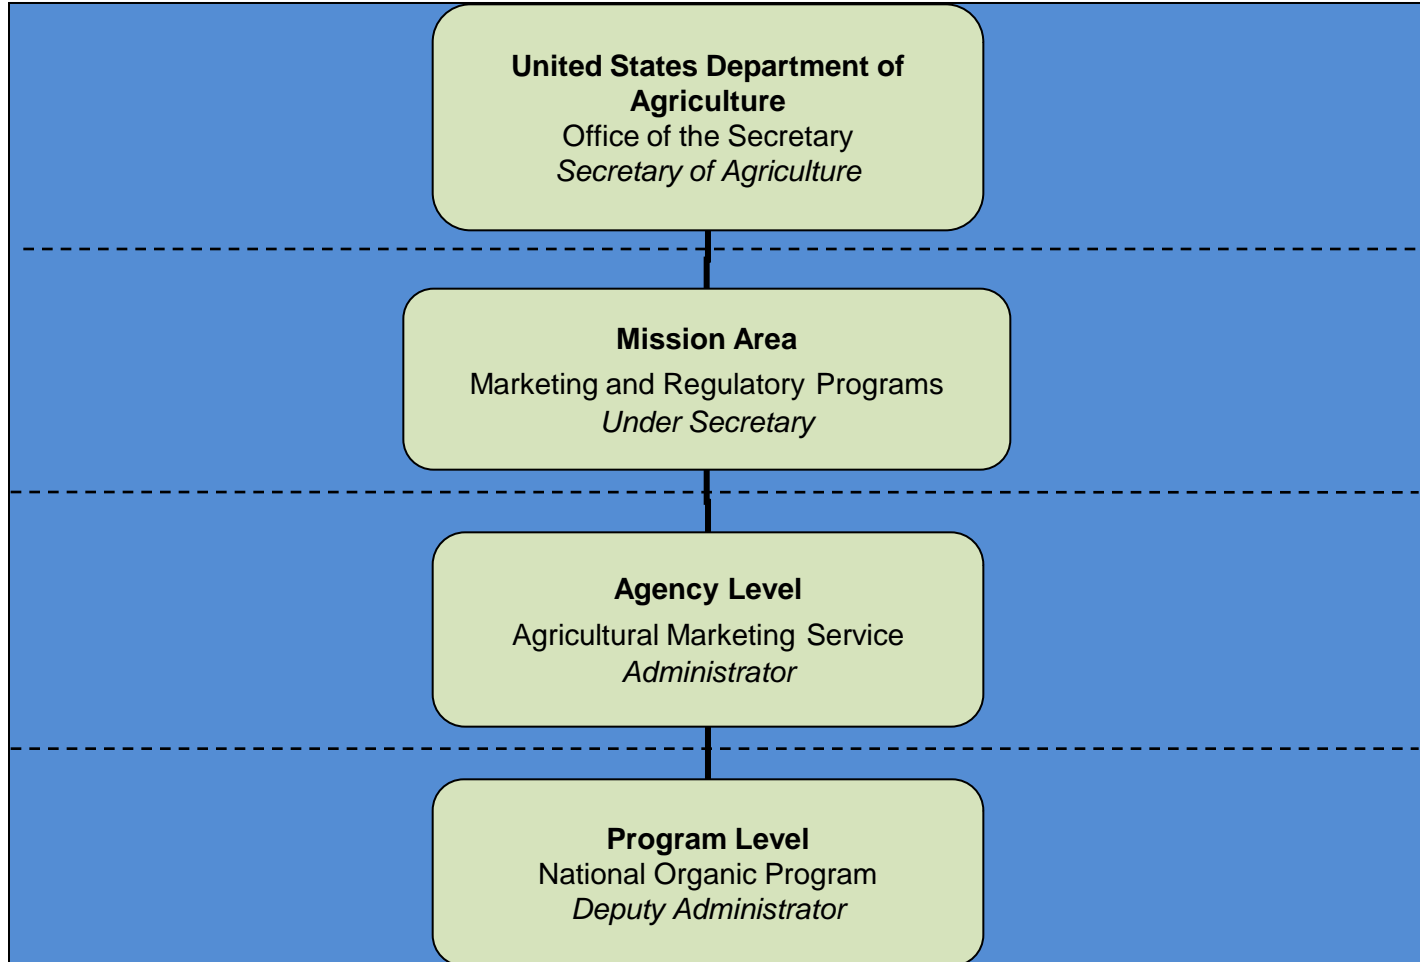 United States Department of
Agriculture
Office of the Secretary
Secretary of Agriculture
Mission Area
Marketing and Regulatory Programs
Under Secretary
Agency Level
Agricultural Marketing Service
Administrator
Program Level
National Organic Program
Deputy Administrator